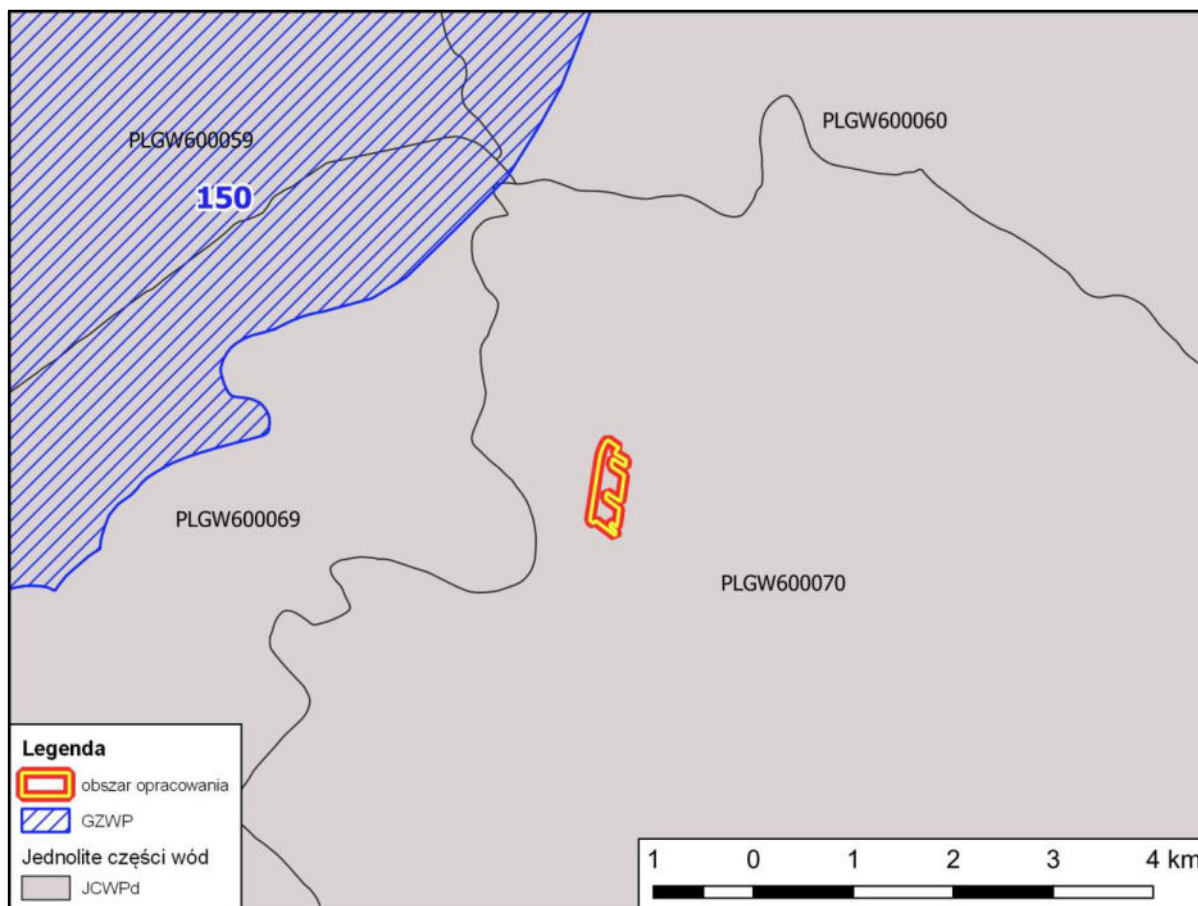 PLGW600059
PLGW600060
150
PLGW600069
PLGW600070
Legenda
obszar opracowania
GZWP
Jednolite części wód
JCWPd
1 0 1 2 3 4 km